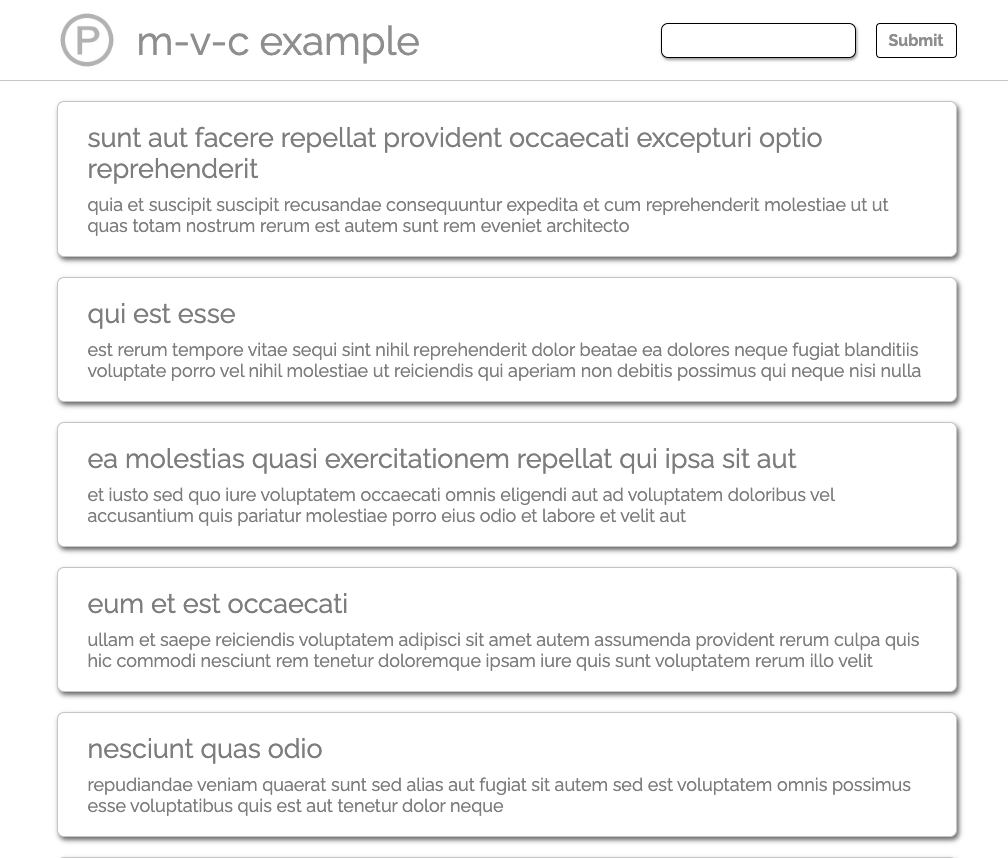 P m-v-c example
Submit
sunt aut facere repellat provident occaecati excepturi optio
reprehenderit
quia et suscipit suscipit recusandae consequuntur expedita et cum reprehenderit molestiae ut ut
quas totam nostrum rerum est autem sunt rem eveniet architecto
qui est esse
est rerum tempore vitae sequi sint nihil reprehenderit dolor beatae ea dolores neque fugiat blanditiis
voluptate porro vel nihil molestiae ut reiciendis qui aperiam non debitis possimus qui neque nisi nulla
ea molestias quasi exercitationem repellat qui ipsa sit aut
et iusto sed quo iure voluptatem occaecati omnis eligendi aut ad voluptatem doloribus vel
accusantium quis pariatur molestiae porro eius odio et labore et velit aut
eum et est occaecati
ullam et saepe reiciendis voluptatem adipisci sit amet autem assumenda provident rerum culpa quis
hic commodi nesciunt rem tenetur doloremque ipsam iure quis sunt voluptatem rerum illo velit
nesciunt quas odio
repudiandae veniam quaerat sunt sed alias aut fugiat sit autem sed est voluptatem omnis possimus
esse voluptatibus quis est aut tenetur dolor neque